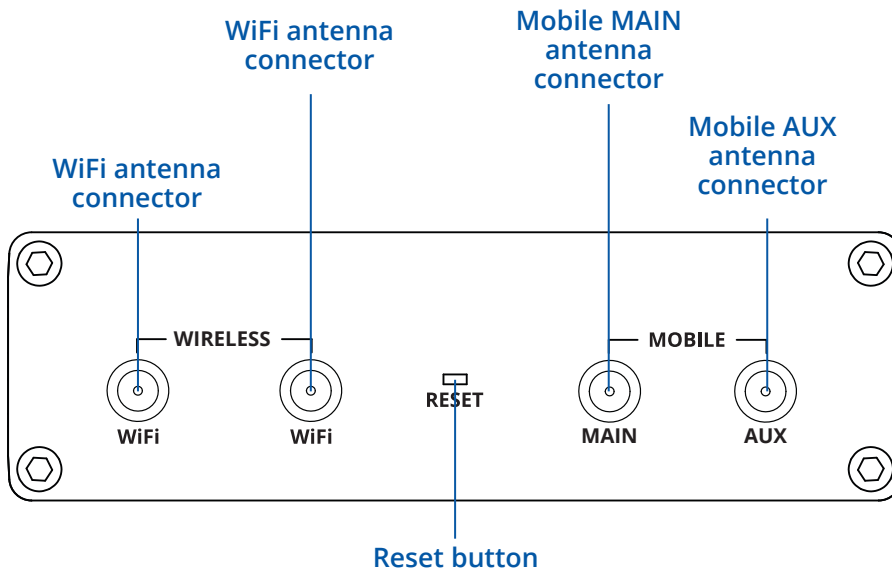 WiFi antenna
connector
Mobile MAIN
antenna
connector
Mobile AUX
antenna
connector
WiFi antenna
connector
WIRELESS
MOBILE
RESET
WiFi
WiFi
MAIN
AUX
Reset button